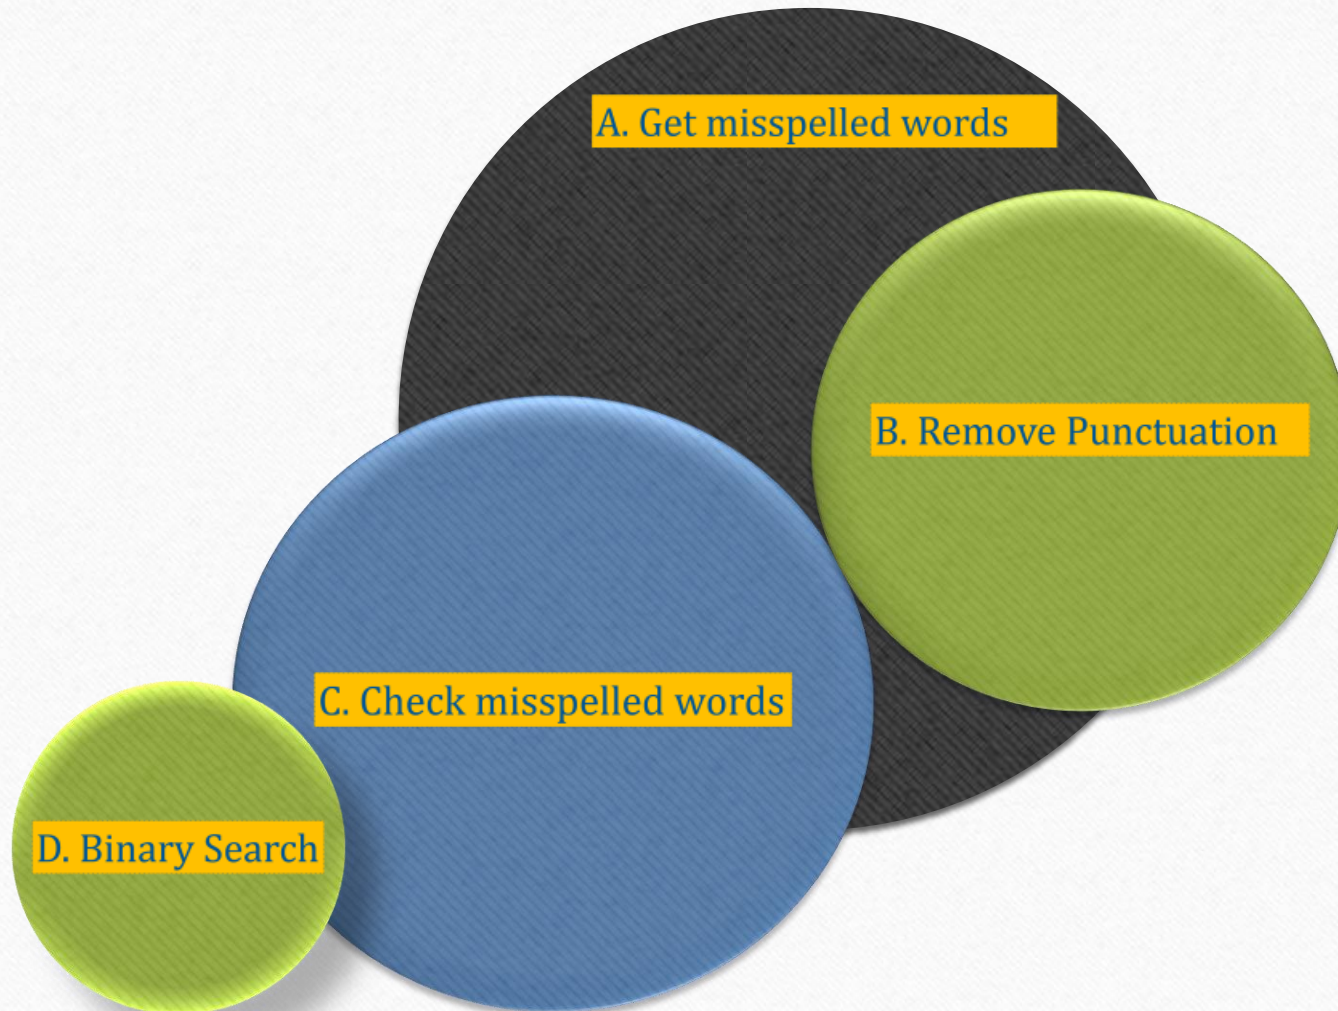 A. Get misspelled words
B. Remove Punctuation
C. Check misspelled words
D. Binary Search